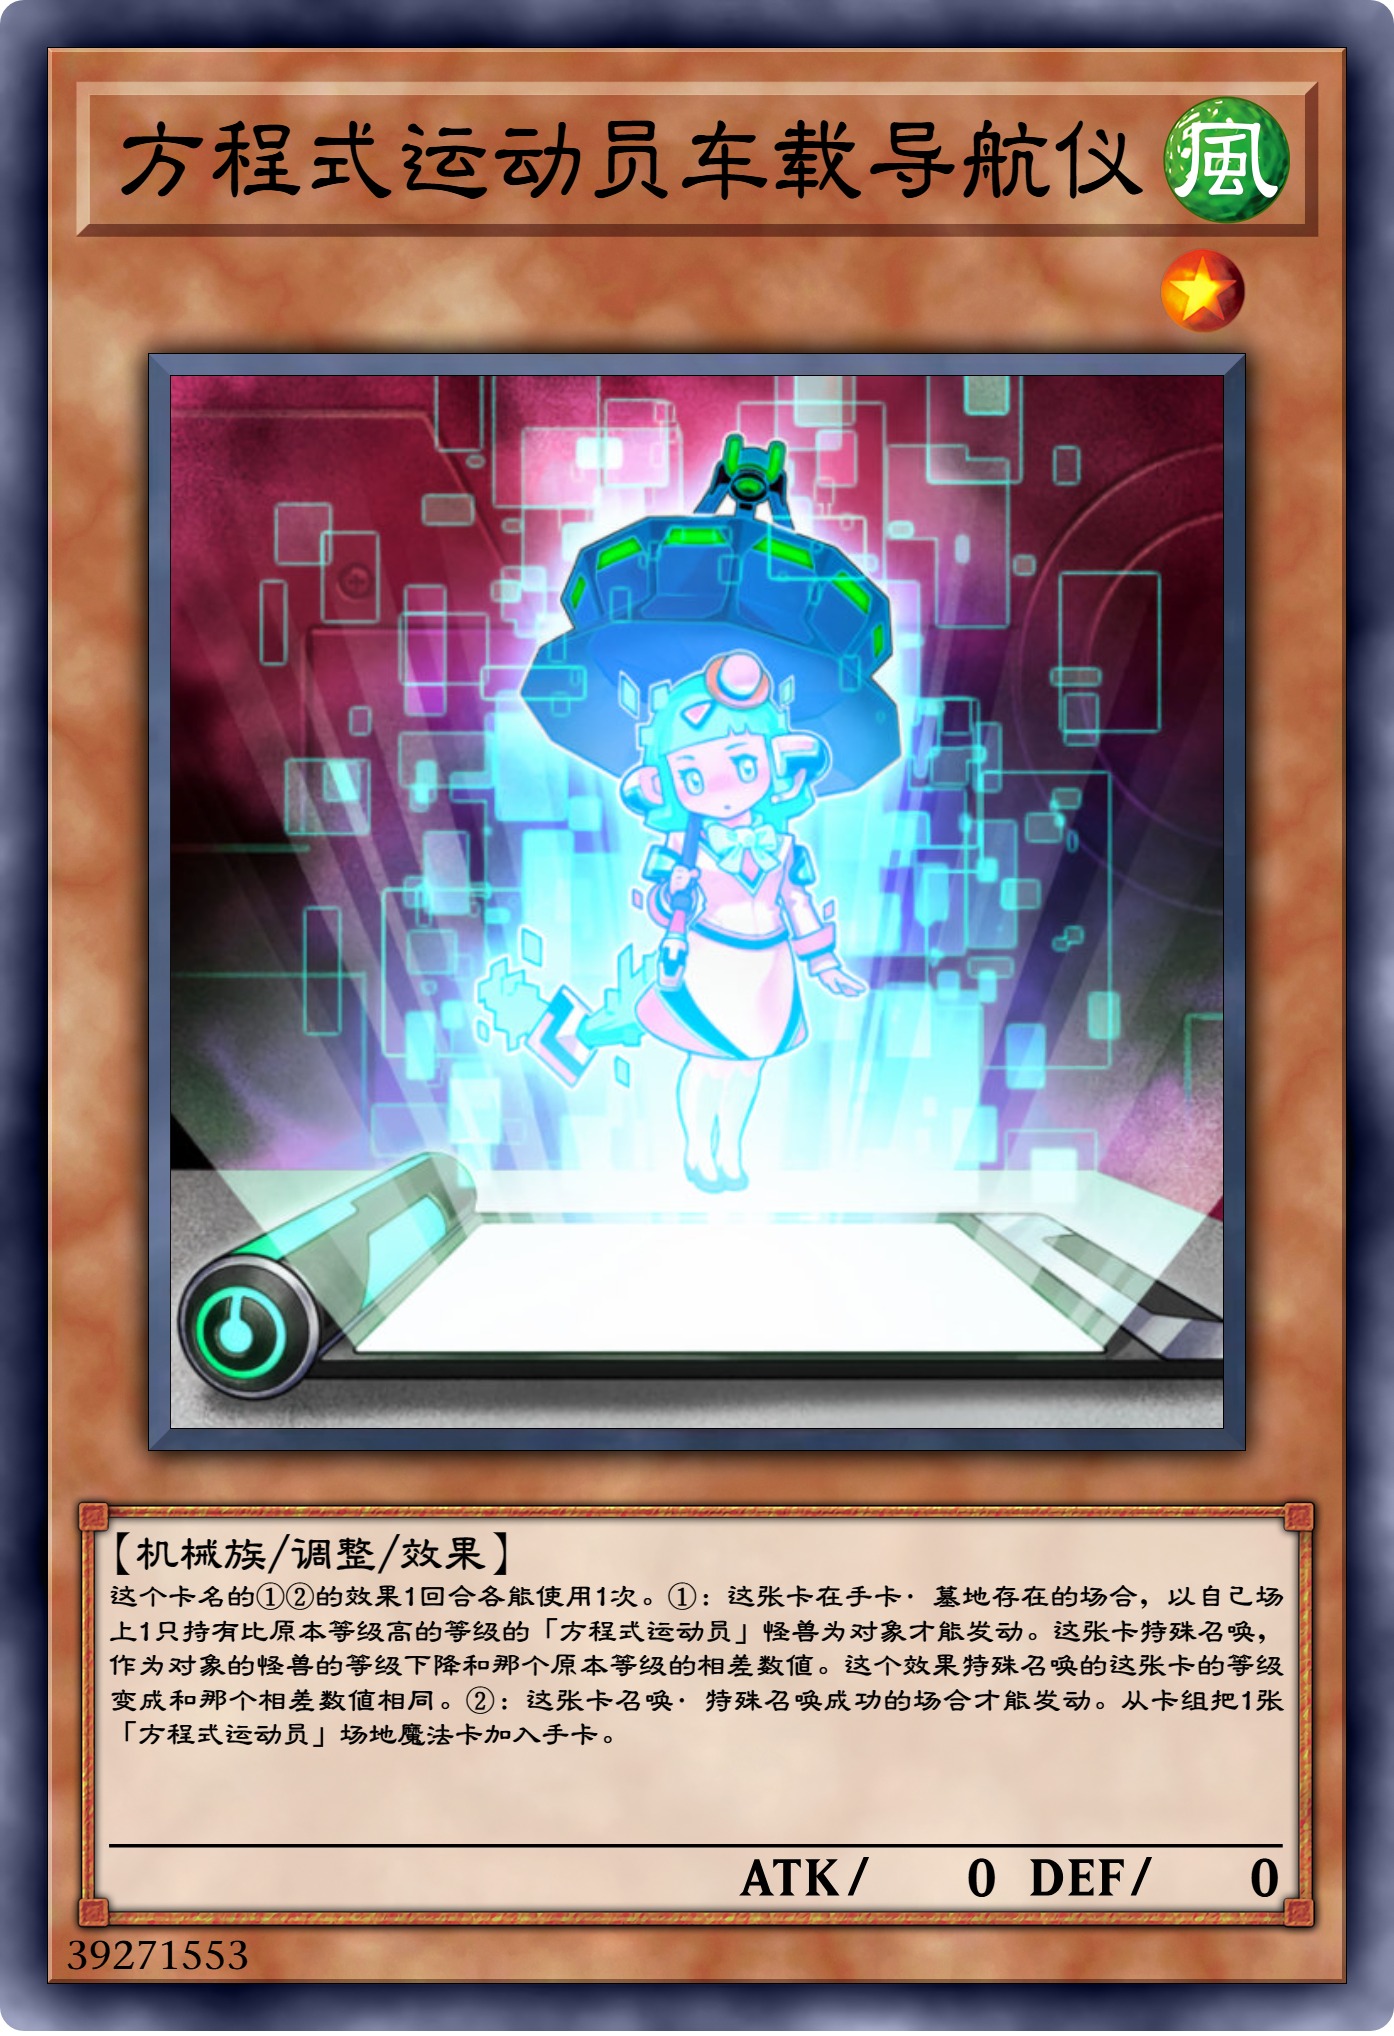 方程式运动员车载导航仪
風
【机械族/调整/效果】
这个卡名的①②的效果1回合各能使用1次。①：这张卡在手卡·墓地存在的场合，以自己场
上1只持有比原本等级高的等级的「方程式运动员」怪兽为对象才能发动。这张卡特殊召唤，
作为对象的怪兽的等级下降和那个原本等级的相差数值。这个效果特殊召唤的这张卡的等级
变成和那个相差数值相同。②：这张卡召唤·特殊召唤成功的场合才能发动。从卡组把1张
「方程式运动员」场地魔法卡加入手卡。
ATK/ 0 DEF/ 0
39271553